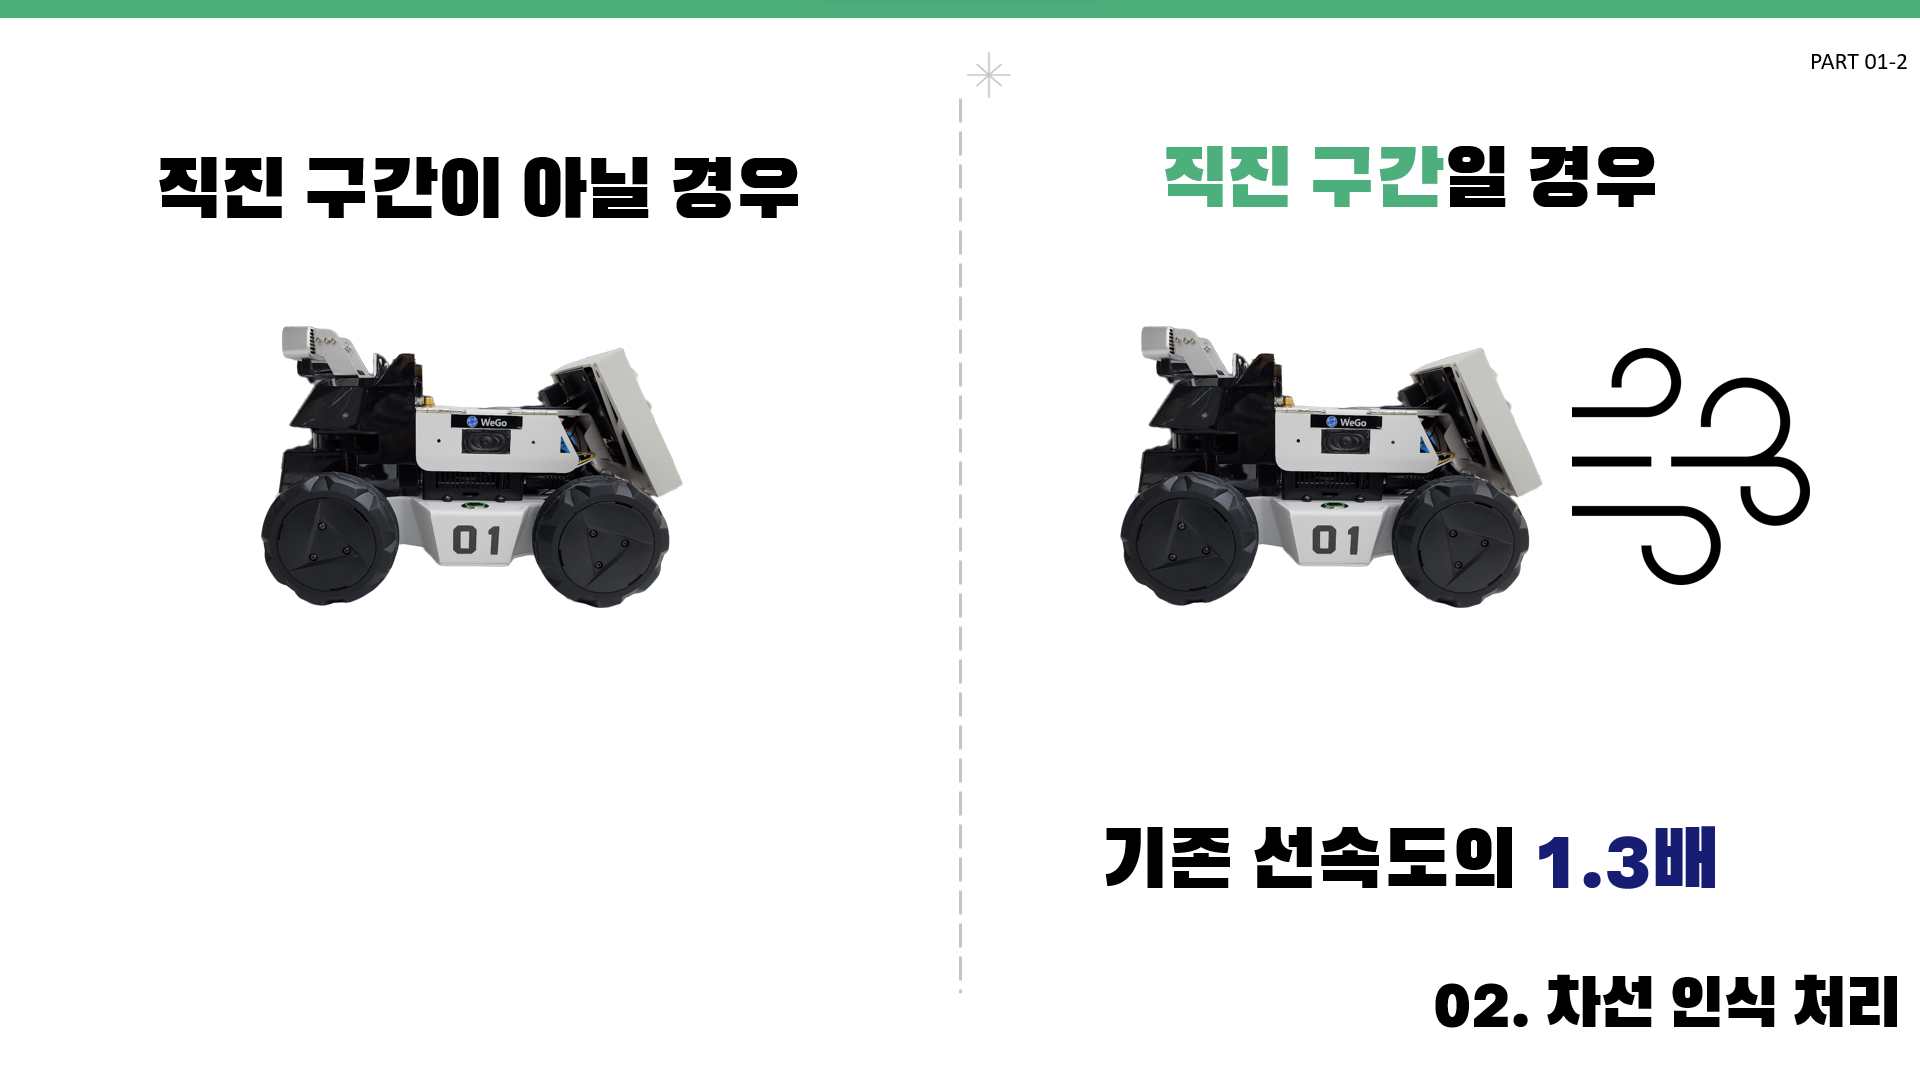 PART 01-2
직진 구간이 아닐 경우
WeGo
01
직진 구간일 경우
WeGo
01
기존 선속도의 1.3배
02. 차선 인식 처리